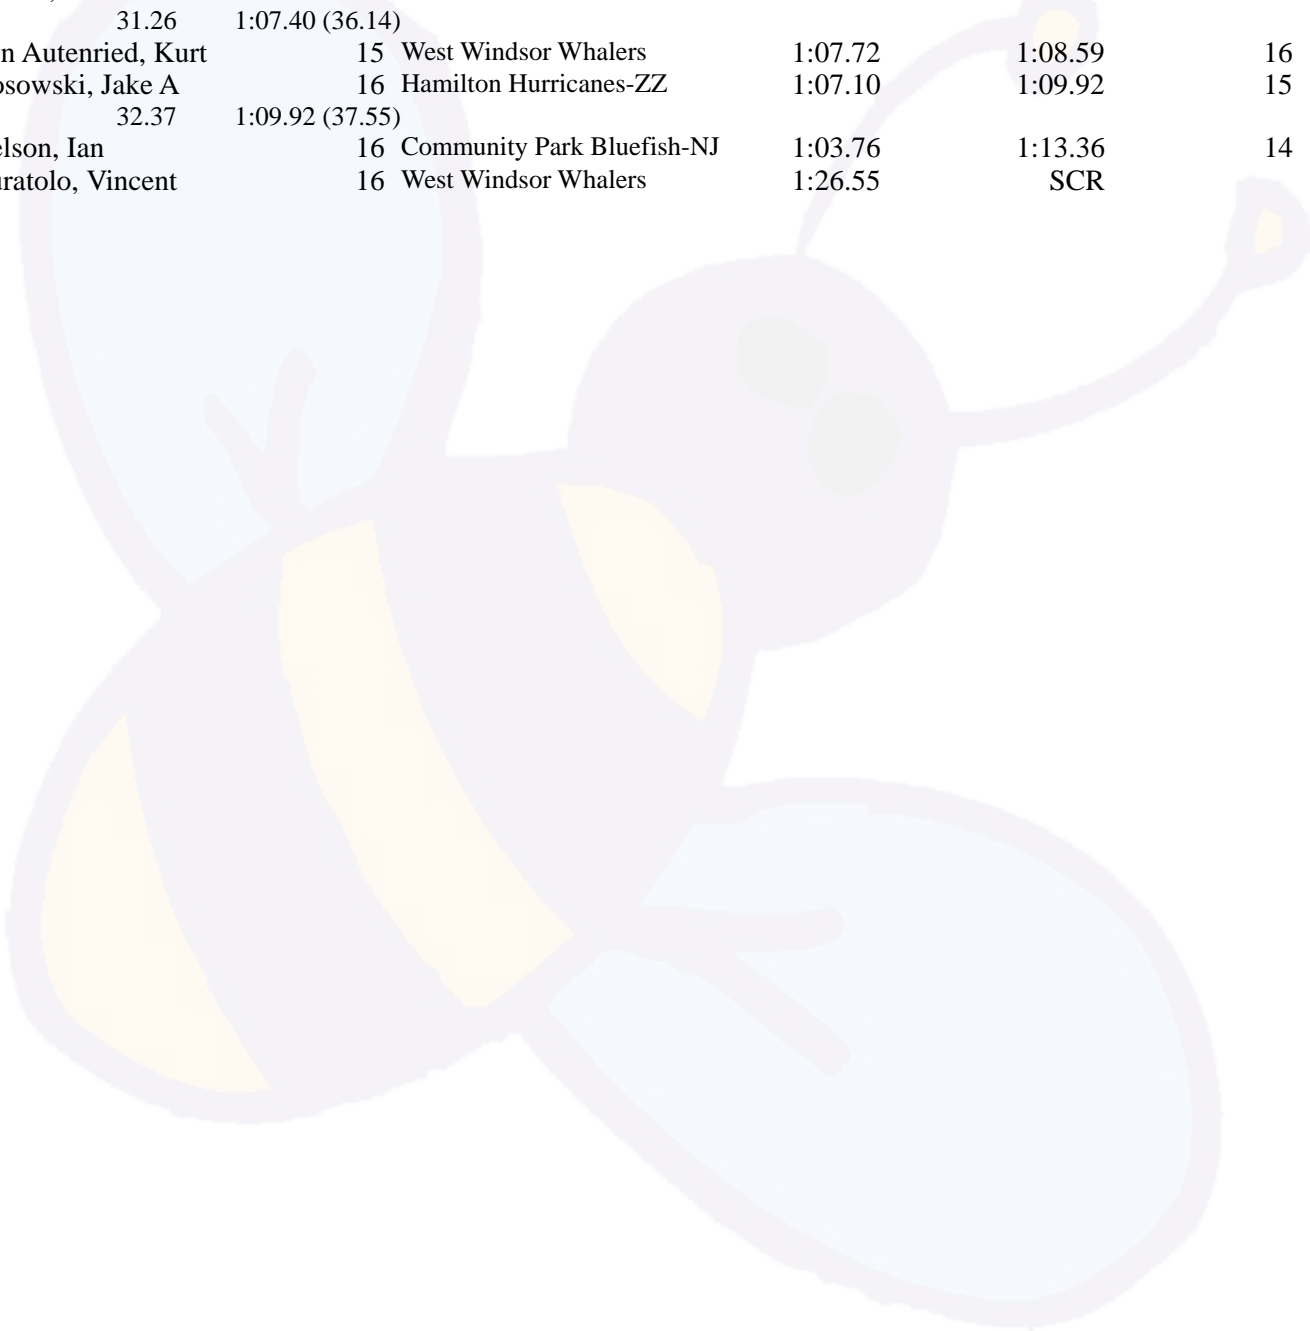 31.26 1:07.40 (36.14)
n Autenried, Kurt 15 West Windsor Whalers 1:07.72 1:08.59 16
osowski, Jake A 16 Hamilton Hurricanes-ZZ 1:07.10 1:09.92 15
32.37 1:09.92 (37.55)
elson, Ian 16 Community Park Bluefish-NJ 1:03.76 1:13.36 14
uratolo, Vincent 16 West Windsor Whalers 1:26.55 SCR